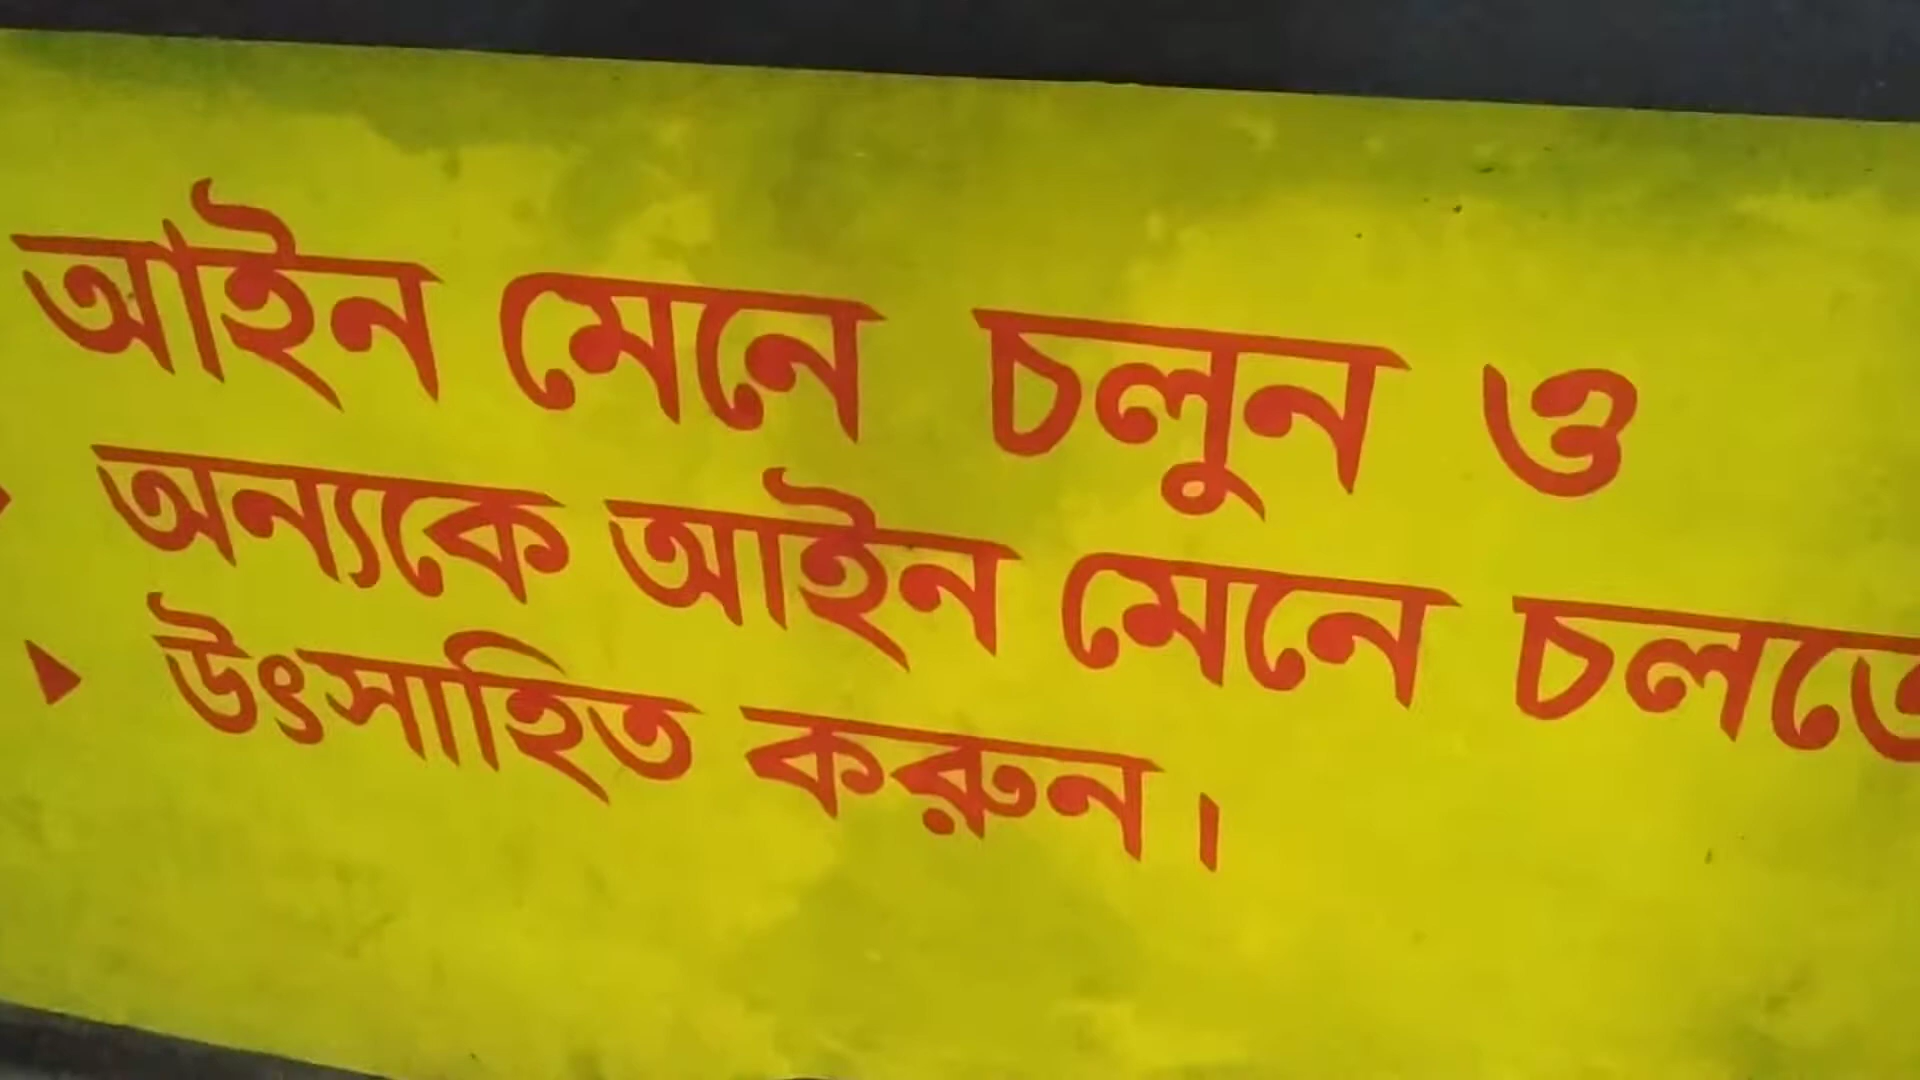 আইন মেনে চলুন ও
অন্যকে আইন মেনে চলতে
উৎসাহিত করুন।